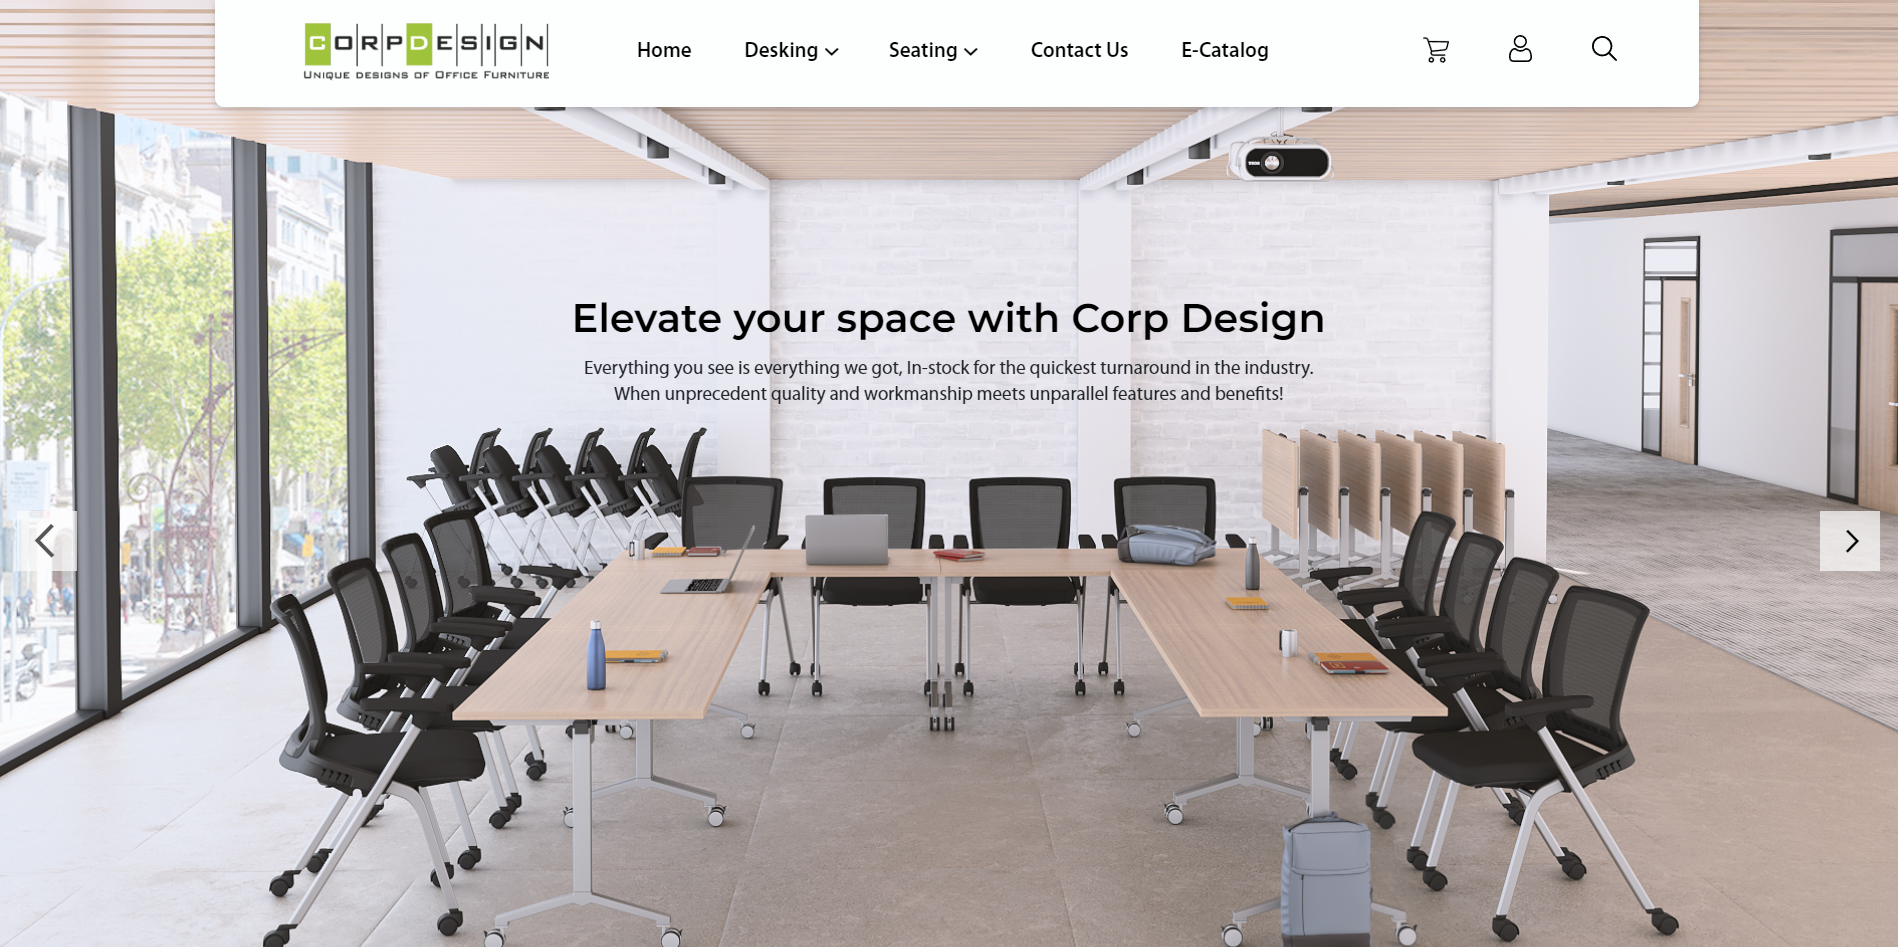 CORPDESIGN
UNIQUE DESIGNS OF OFFICE FURNITURE
Home
Desking
Seating
Contact Us
E-Catalog
Elevate your space with Corp Design
Everything you see is everything we got, In-stock for the quickest turnaround in the industry.
When unprecedent quality and workmanship meets unparallel features and benefits!